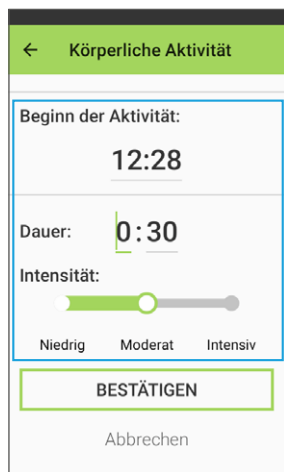 Körperliche Aktivität
Beginn der Aktivität:
12:28
Dauer: 0:30
Intensität:
Niedrig Moderat Intensiv
BESTÄTIGEN
Abbrechen